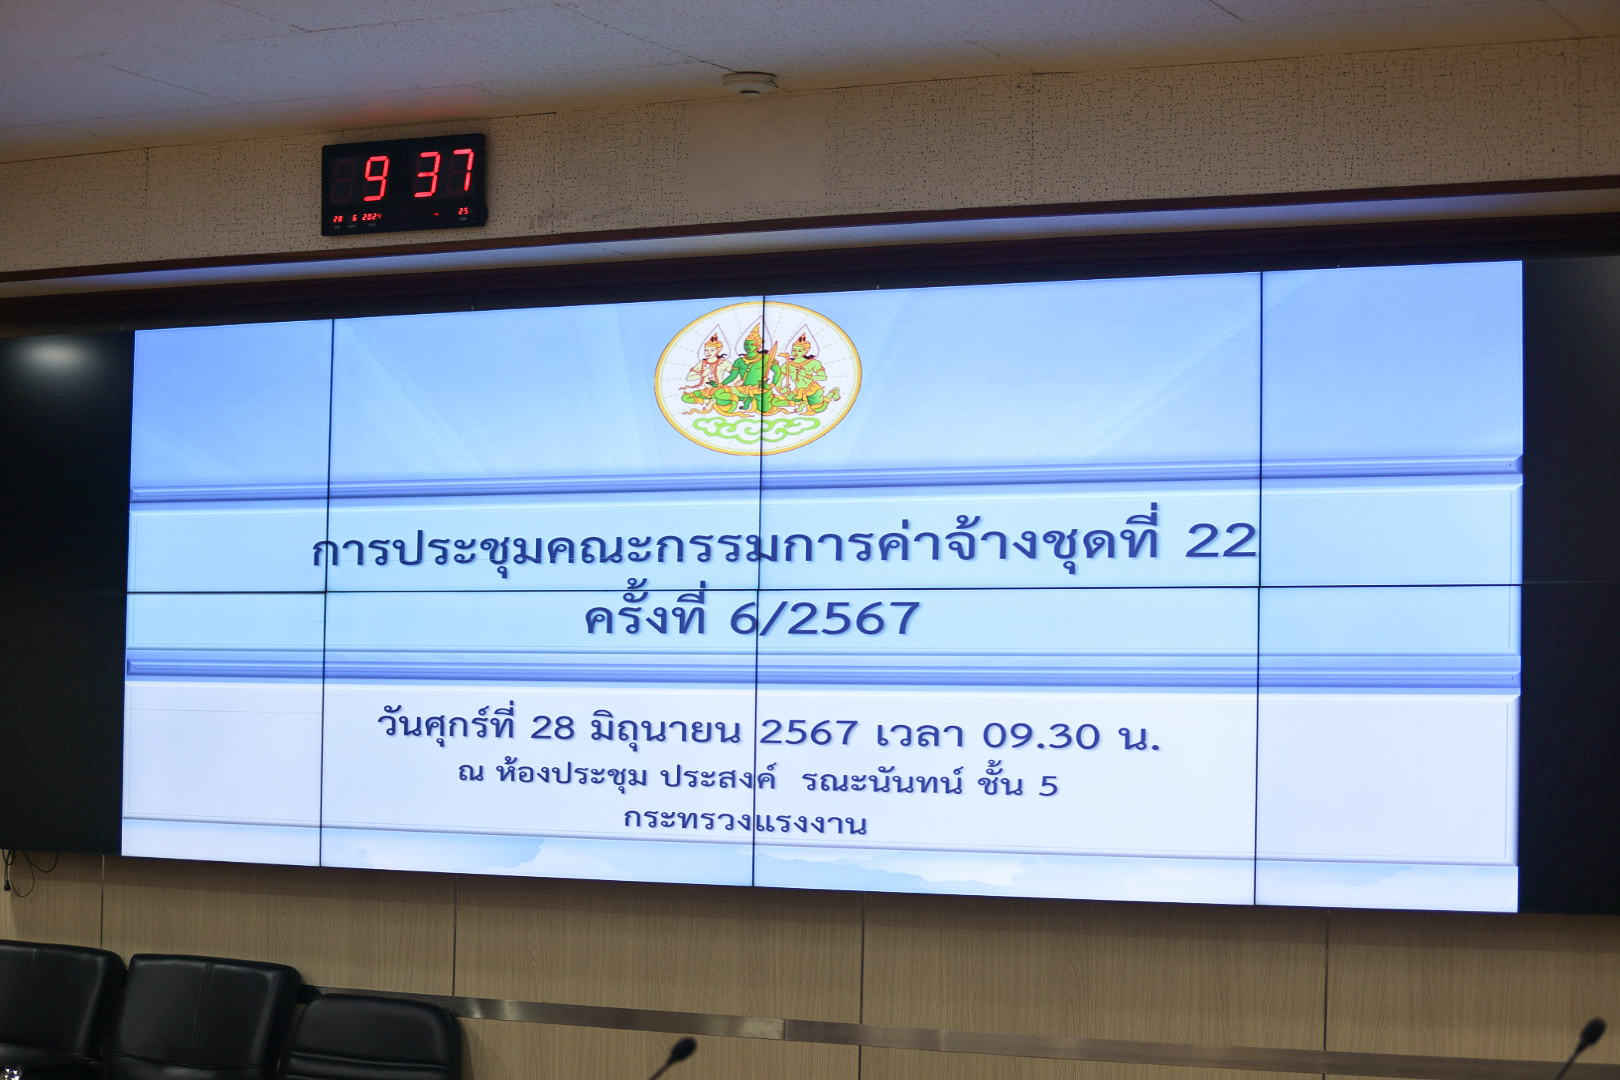 9 37
28 6 2024 25
การประชุมคณะกรรมการค่าจ้างชุดที่ 22
ครั้งที่ 6/2567
วันศุกร์ที่ 28 มิถุนายน 2567 เวลา 09.30 น.
ณ ห้องประชุม ประสงค์ รณะนันทน์ ชั้น 5
กระทรวงแรงงาน